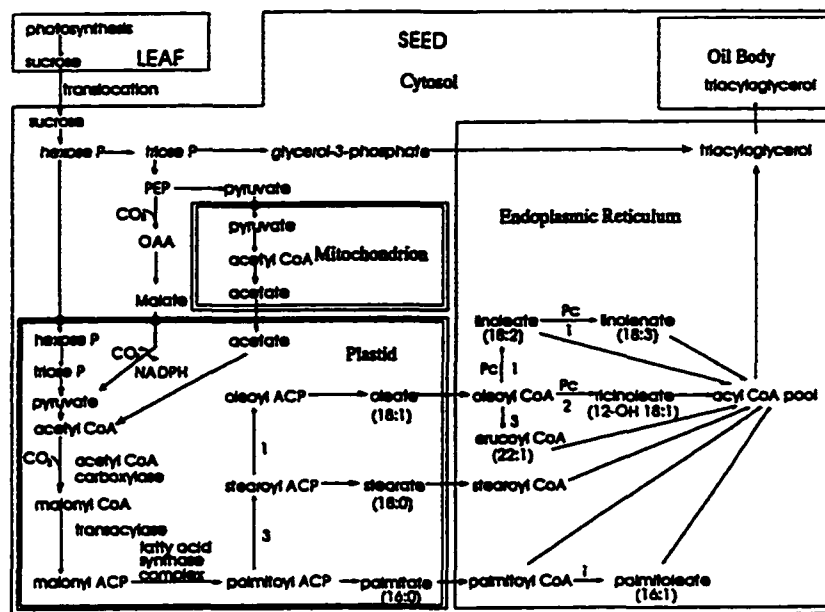 photosynthesis
sucrose
LEAF
translocation
SEED
Cytosol
Oil Body
triacyloglycerol
sucrose
hexose P
triose P
glycerol-3-phosphate
triacyloglycerol
PEP
pyruvate
CO₂
OAA
Malate
pyruvate
acetyl CoA
acetate
Mitochondrion
Endoplasmic Reticulum
linoleate
(18:2)
Pc
1
linolenate
(18:3)
Pc 1
hexose P
CO₂
NADPH
acetate
Plastid
triose P
pyruvate
acetyl CoA
oleoyl ACP
oleate
(18:1)
oleoyl CoA
Pc
2
ricinoleate
(12-OH 18:1)
acyl CoA pool
3
erucoyl CoA
(22:1)
CO₂
acetyl CoA
carboxylase
1
malonyl CoA
stearoyl ACP
stearate
(18:0)
stearoyl CoA
transacylase
3
fatty acid
synthase
complex
malonyl ACP
palmitoyl ACP
palmitate
(16:0)
palmitoyl CoA
1
palmitoleate
(16:1)